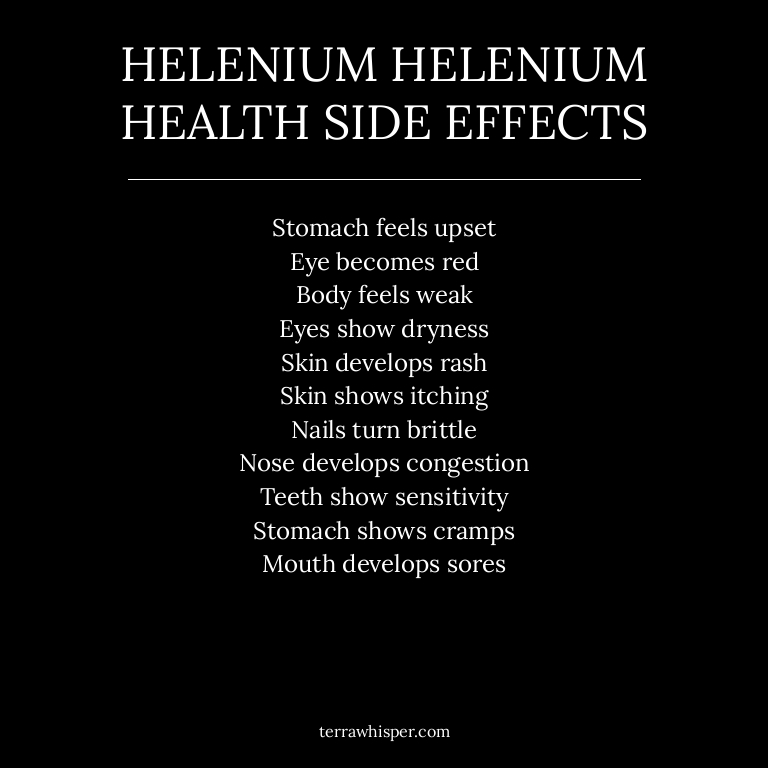 HELENIUM HELENIUM
HEALTH SIDE EFFECTS
Stomach feels upset
Eye becomes red
Body feels weak
Eyes show dryness
Skin develops rash
Skin shows itching
Nails turn brittle
Nose develops congestion
Teeth show sensitivity
Stomach shows cramps
Mouth develops sores
terrawhisper.com